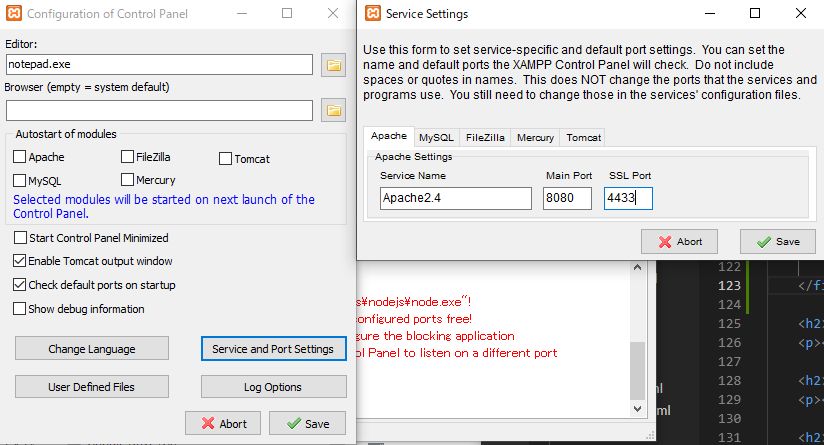 Configuration of Control Panel
Editor:
notepad.exe
Browser (empty = system default)
Autostart of modules
Apache
FileZilla
Tomcat
MySQL
Mercury
Selected modules will be started on next launch of the
Control Panel.
Start Control Panel Minimized
Enable Tomcat output window
Check default ports on startup
Show debug information
Change Language
Service and Port Settings
User Defined Files
Log Options
Abort
Save
Service Settings
Use this form to set service-specific and default port settings. You can set the
name and default ports the XAMPP Control Panel will check. Do not include
spaces or quotes in names. This does NOT change the ports that the services and
programs use. You still need to change those in the services' configuration files.
Apache MySQL FileZilla Mercury Tomcat
Apache Settings
Service Name Main Port SSL Port
Apache2.4 8080 4433
Abort
Save
s¥nodejs¥node.exe"!
configured ports free!
gure the blocking application
ol Panel to listen on a different port
122
123 </fi
124
125 <h2
126 <p><
127
128 <h2
129 <p><
130
131 <h2
ml
ml